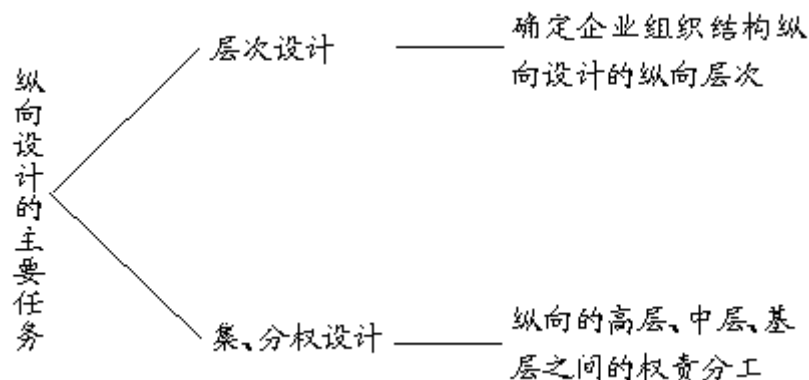 纵向设计的主要任务
层次设计
确定企业组织结构纵
向设计的纵向层次
集、分权设计
纵向的高层、中层、基
层之间的权责分工